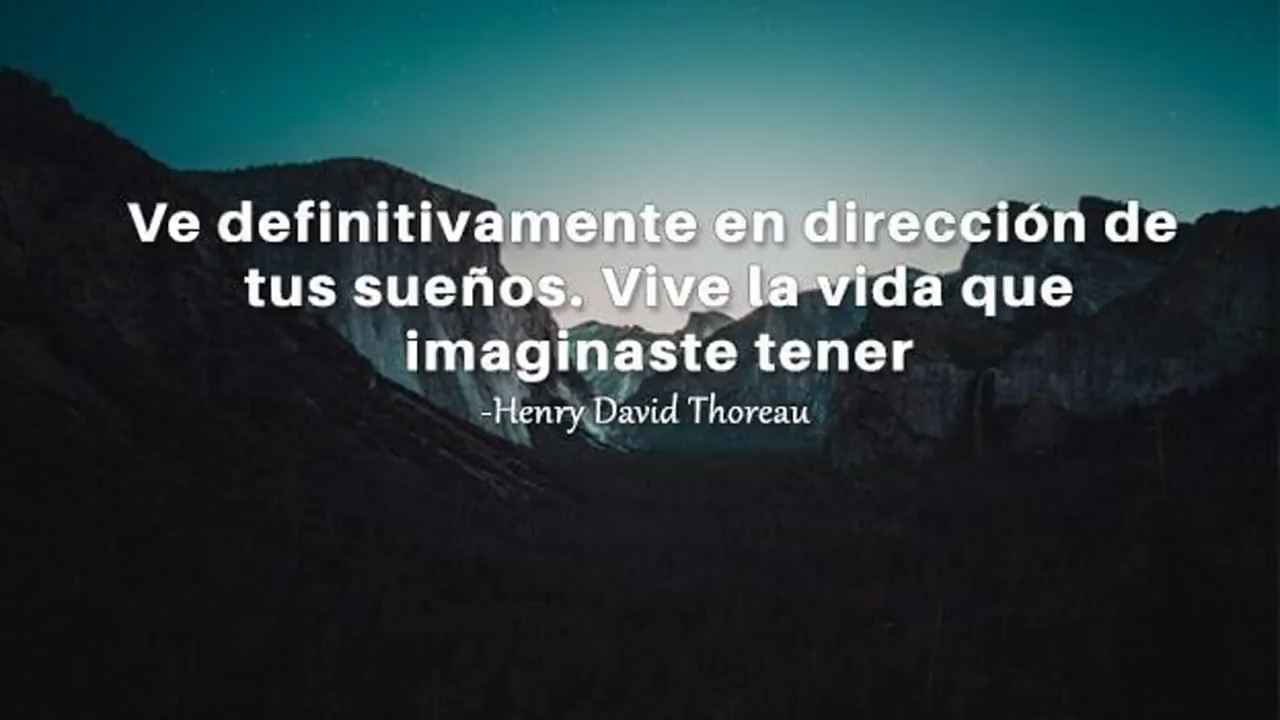 Ve definitivamente en dirección de
tus sueños. Vive la vida que
imaginaste tener
-Henry David Thoreau